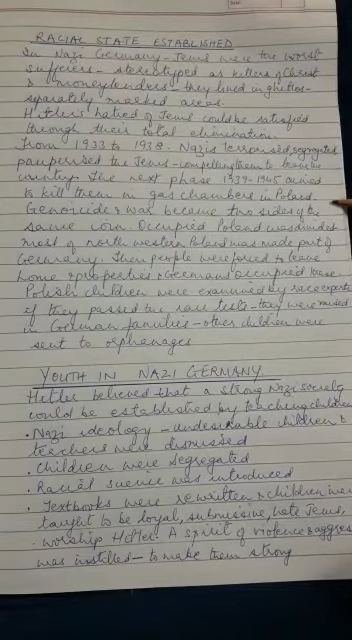 RACIAL STATE ESTABLISHED
In Nazi Germany - Jews were the worst
sufferers - stereotyped as killers of Christ
& moneylenders - they lived in ghettos -
separately marked areas.
Hitler's hatred of Jews could be satisfied
through their total elimination.
From 1933 to 1938 - Nazis terrorised, segregated
pauperised the Jews - compelling them to leave the
country. The next phase 1939-1945 aimed
to kill them in gas chambers in Poland.
Genocide & war became two sides of the
same coin. Occupied Poland was divided
most of north western Poland was made part of
Germany. Then people were forced to leave
home & properties & Germans occupied these
Polish children were examined by race experts
if they passed the race tests - they were raised
in German families - other children were
sent to orphanages
YOUTH IN NAZI GERMANY
Hitler believed that a strong Nazi society
could be established by teaching children
• Nazi ideology - undesirable children &
teachers were dismissed
• Children were segregated
• Racial science was introduced
• Textbooks were rewritten & children were
taught to be loyal, submissive, hate Jews,
• worship Hitler. A spirit of violence & aggres
was instilled - to make them strong